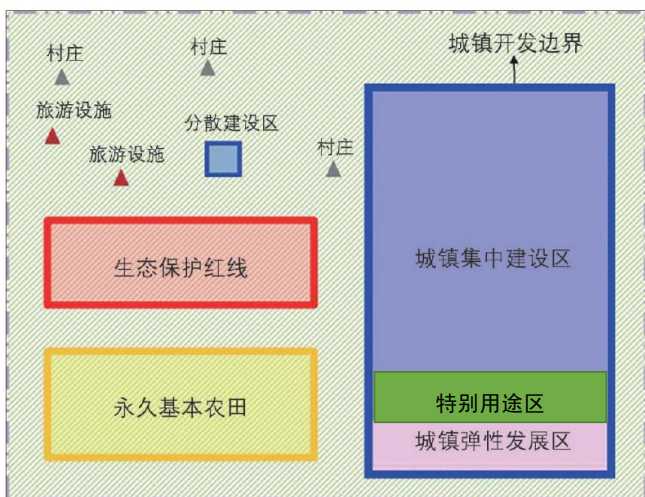 村庄
村庄
城镇开发边界
旅游设施
分散建设区
旅游设施
村庄
生态保护红线
城镇集中建设区
永久基本农田
特别用途区
城镇弹性发展区